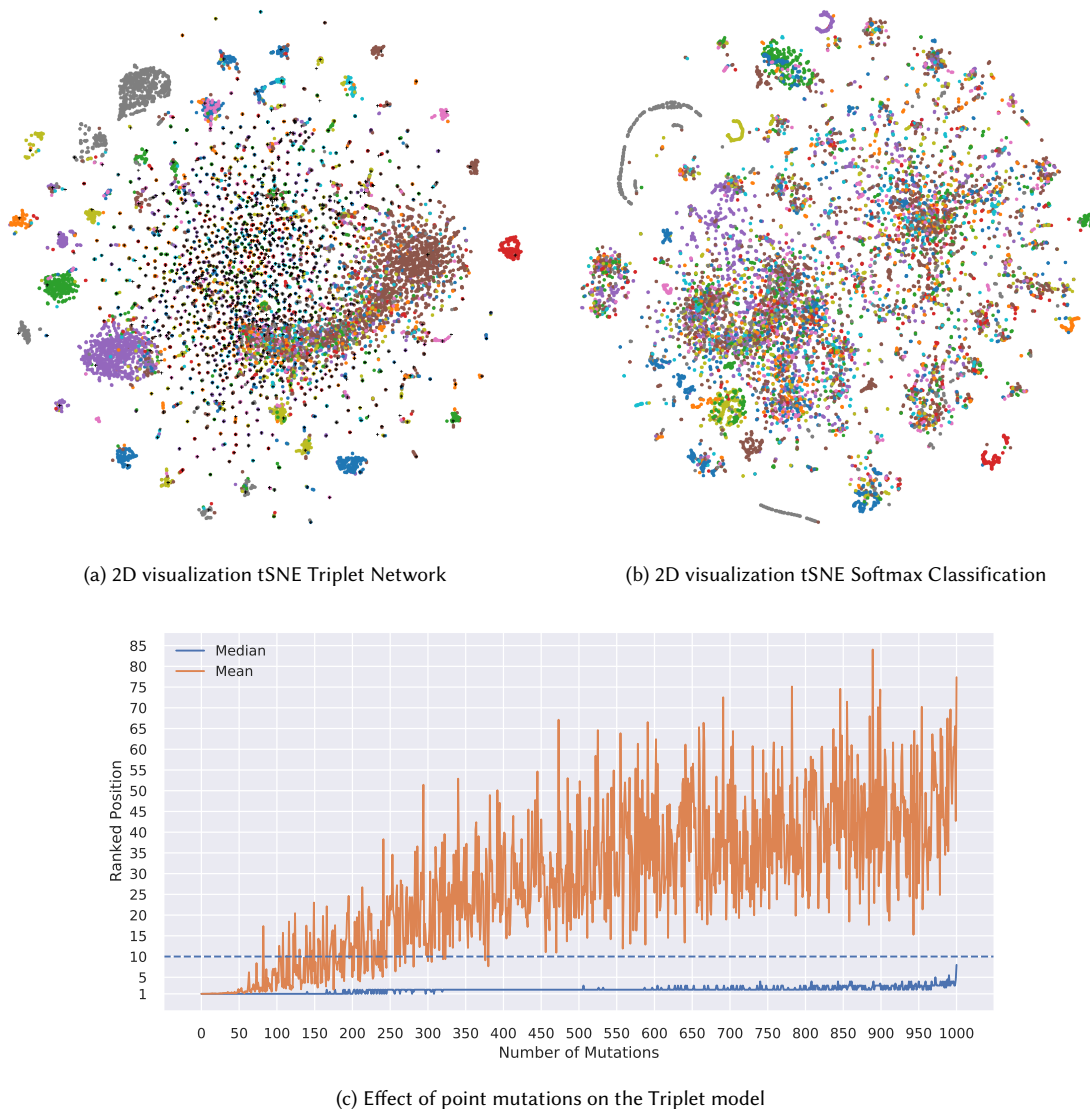 (a) 2D visualization tSNE Triplet Network
(b) 2D visualization tSNE Softmax Classification
85
80
75
70
65
60
55
50
45
40
35
30
25
20
15
10
5
1
Ranked Position
Median
Mean
0 50 100 150 200 250 300 350 400 450 500 550 600 650 700 750 800 850 900 950 1000
Number of Mutations
(c) Effect of point mutations on the Triplet model